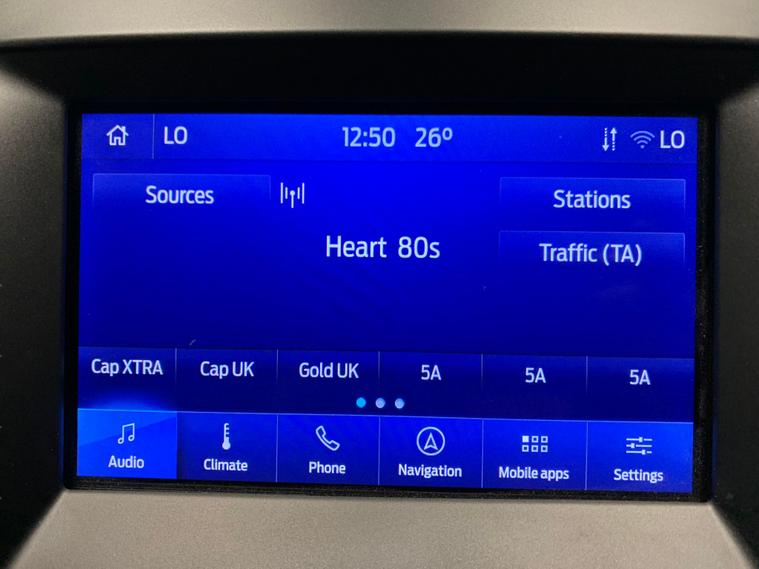 LO 12:50 26º LO
Sources Stations
Heart 80s Traffic (TA)
Cap XTRA Cap UK Gold UK 5A 5A 5A
Audio Climate Phone Navigation Mobile apps Settings